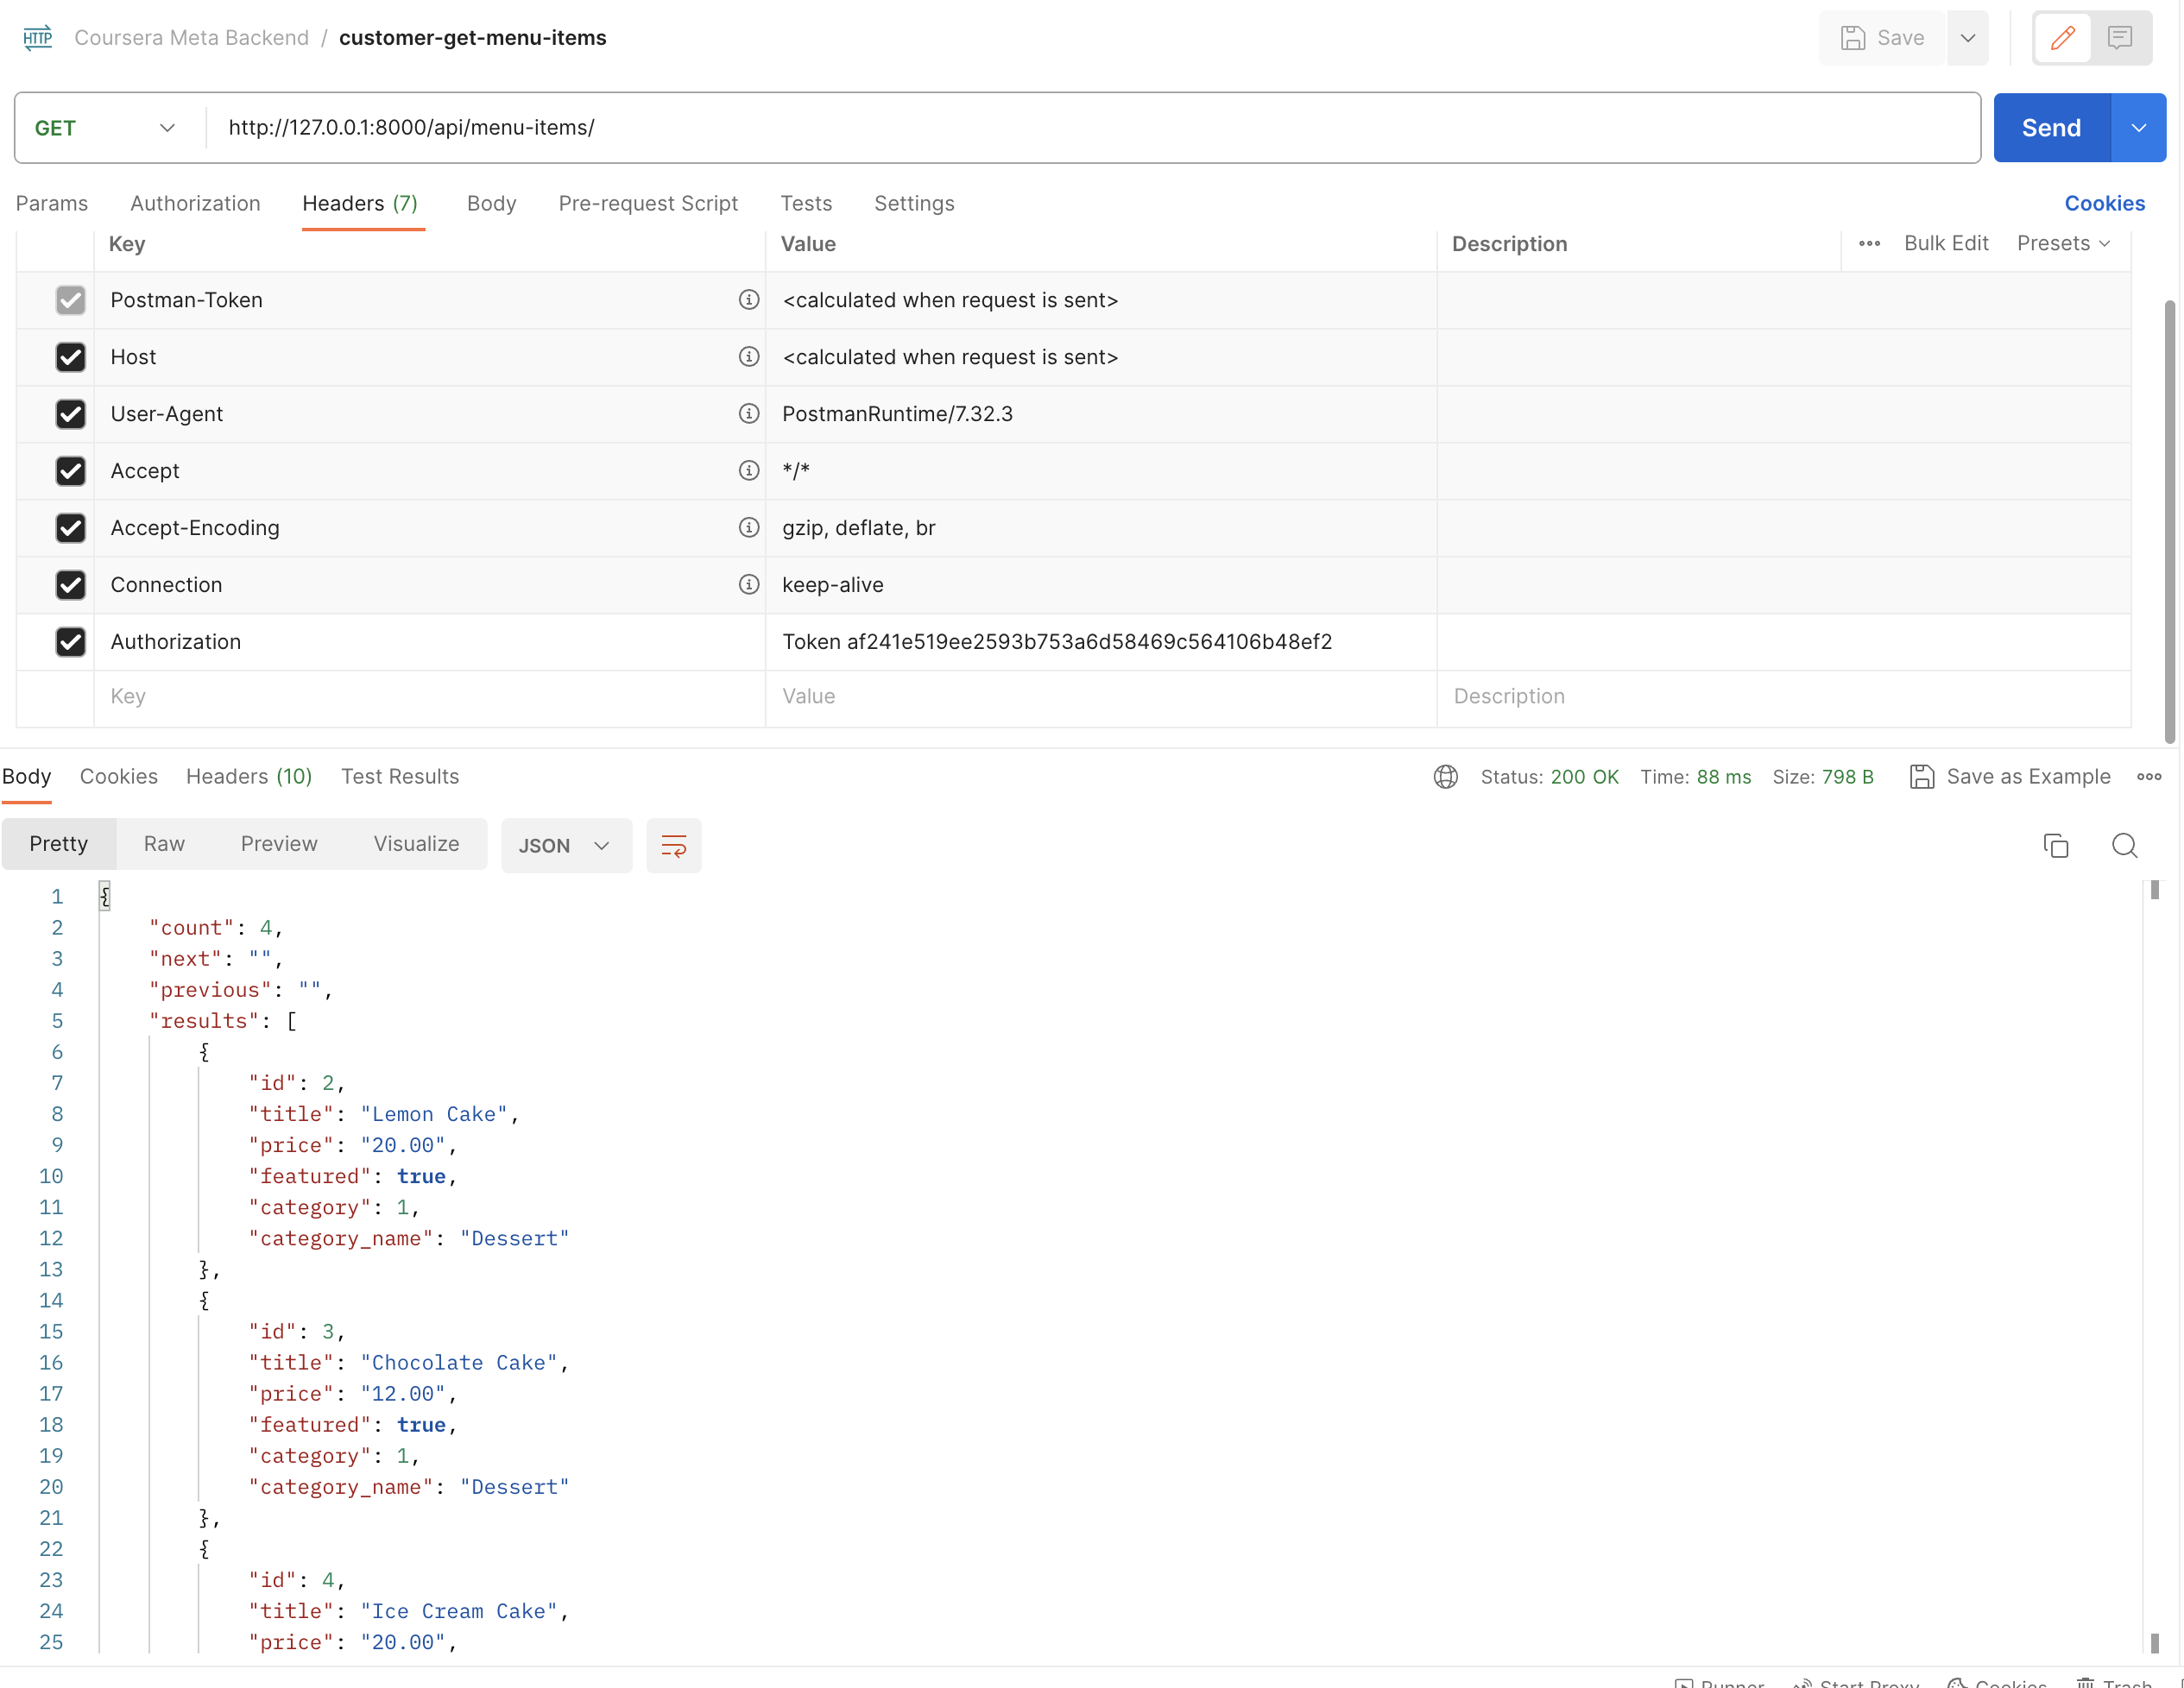 HTTP Coursera Meta Backend / customer-get-menu-items Save
GET http://127.0.0.1:8000/api/menu-items/ Send
Params Authorization Headers (7) Body Pre-request Script Tests Settings Cookies
Key Value Description Bulk Edit Presets
Postman-Token <calculated when request is sent>
Host <calculated when request is sent>
User-Agent PostmanRuntime/7.32.3
Accept */*
Accept-Encoding gzip, deflate, br
Connection keep-alive
Authorization Token af241e519ee2593b753a6d58469c564106b48ef2
Key Value Description
Body Cookies Headers (10) Test Results Status: 200 OK Time: 88 ms Size: 798 B Save as Example
Pretty Raw Preview Visualize JSON
1 {
2 "count": 4,
3 "next": "",
4 "previous": "",
5 "results": [
6 {
7 "id": 2,
8 "title": "Lemon Cake",
9 "price": "20.00",
10 "featured": true,
11 "category": 1,
12 "category_name": "Dessert"
13 },
14 {
15 "id": 3,
16 "title": "Chocolate Cake",
17 "price": "12.00",
18 "featured": true,
19 "category": 1,
20 "category_name": "Dessert"
21 },
22 {
23 "id": 4,
24 "title": "Ice Cream Cake",
25 "price": "20.00",
Runner Start Proxy Cookies Trash